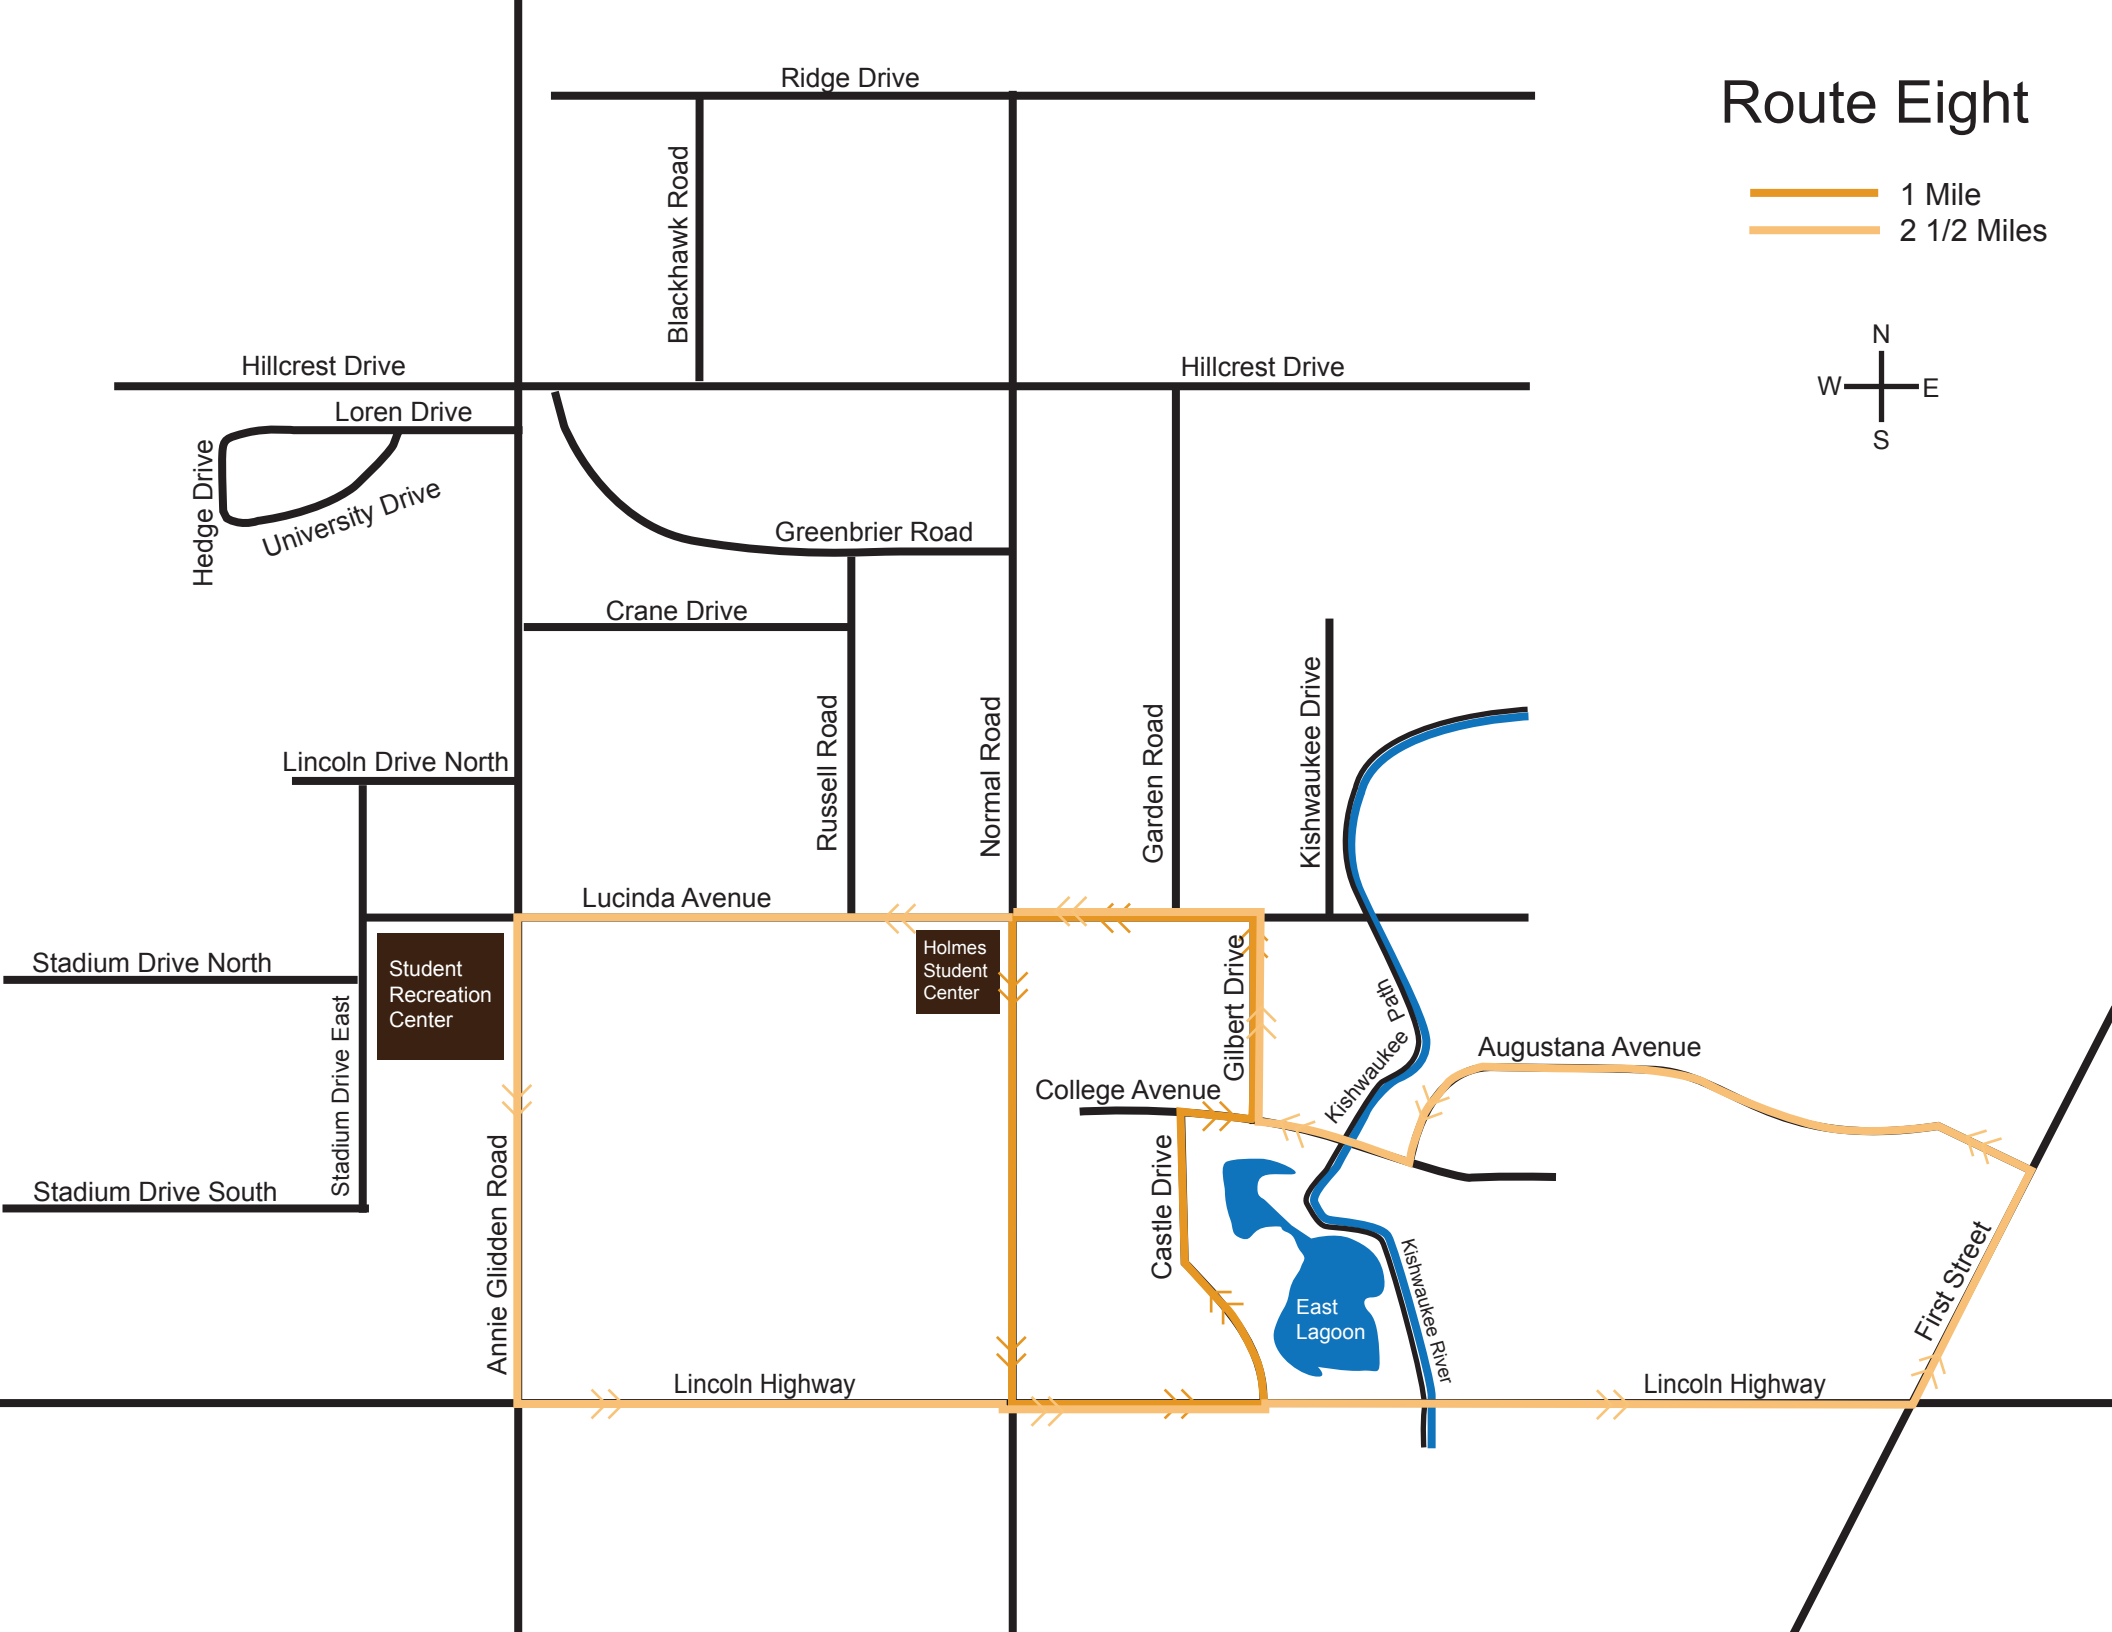 Ridge Drive
Route Eight
1 Mile
2 1/2 Miles
Blackhawk Road
N
W
E
S
Hillcrest Drive
Hillcrest Drive
Loren Drive
Hedge Drive
University Drive
Greenbrier Road
Crane Drive
Lincoln Drive North
Russell Road
Normal Road
Garden Road
Kishwaukee Drive
Lucinda Avenue
Stadium Drive North
Student
Recreation
Center
Holmes
Student
Center
Gilbert Drive
Kishwaukee Path
Augustana Avenue
College Avenue
Stadium Drive East
Stadium Drive South
Annie Glidden Road
Castle Drive
East
Lagoon
Kishwaukee River
First Street
Lincoln Highway
Lincoln Highway